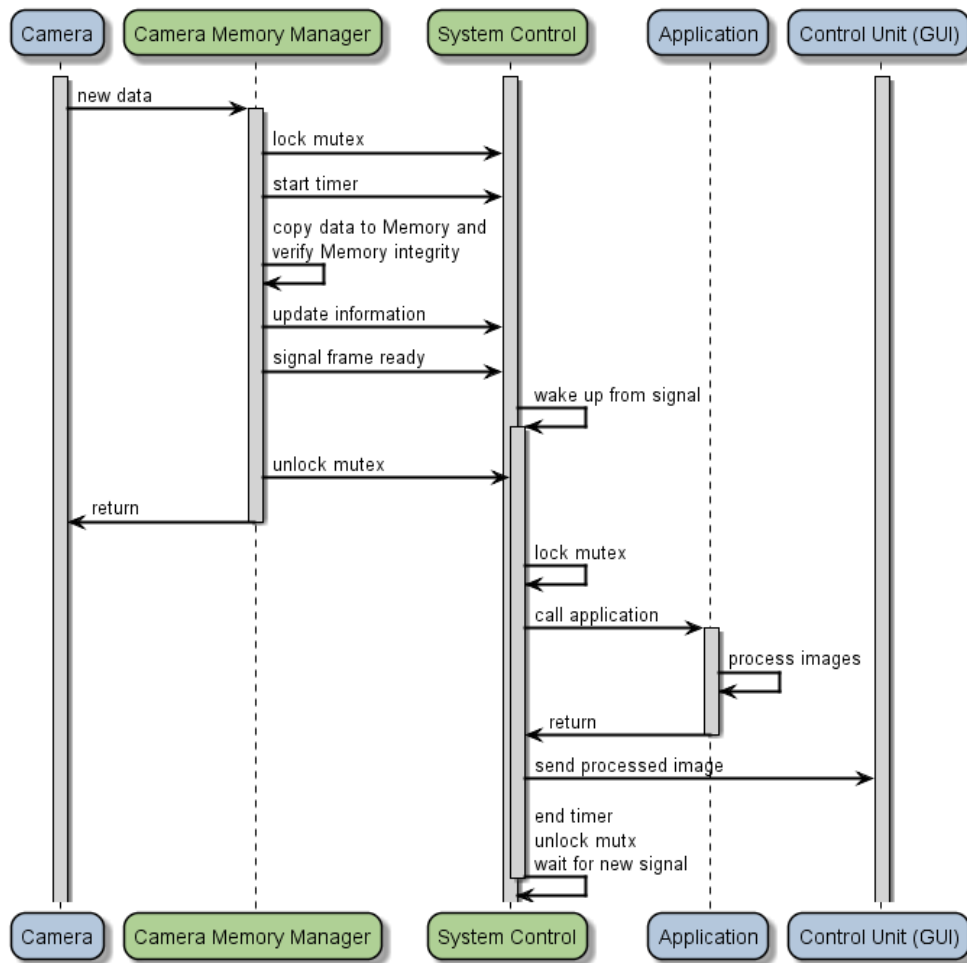 Camera
Camera Memory Manager
System Control
Application
Control Unit (GUI)
new data
lock mutex
start timer
copy data to Memory and
verify Memory integrity
update information
signal frame ready
wake up from signal
unlock mutex
return
lock mutex
call application
process images
return
send processed image
end timer
unlock mutx
wait for new signal
Camera
Camera Memory Manager
System Control
Application
Control Unit (GUI)